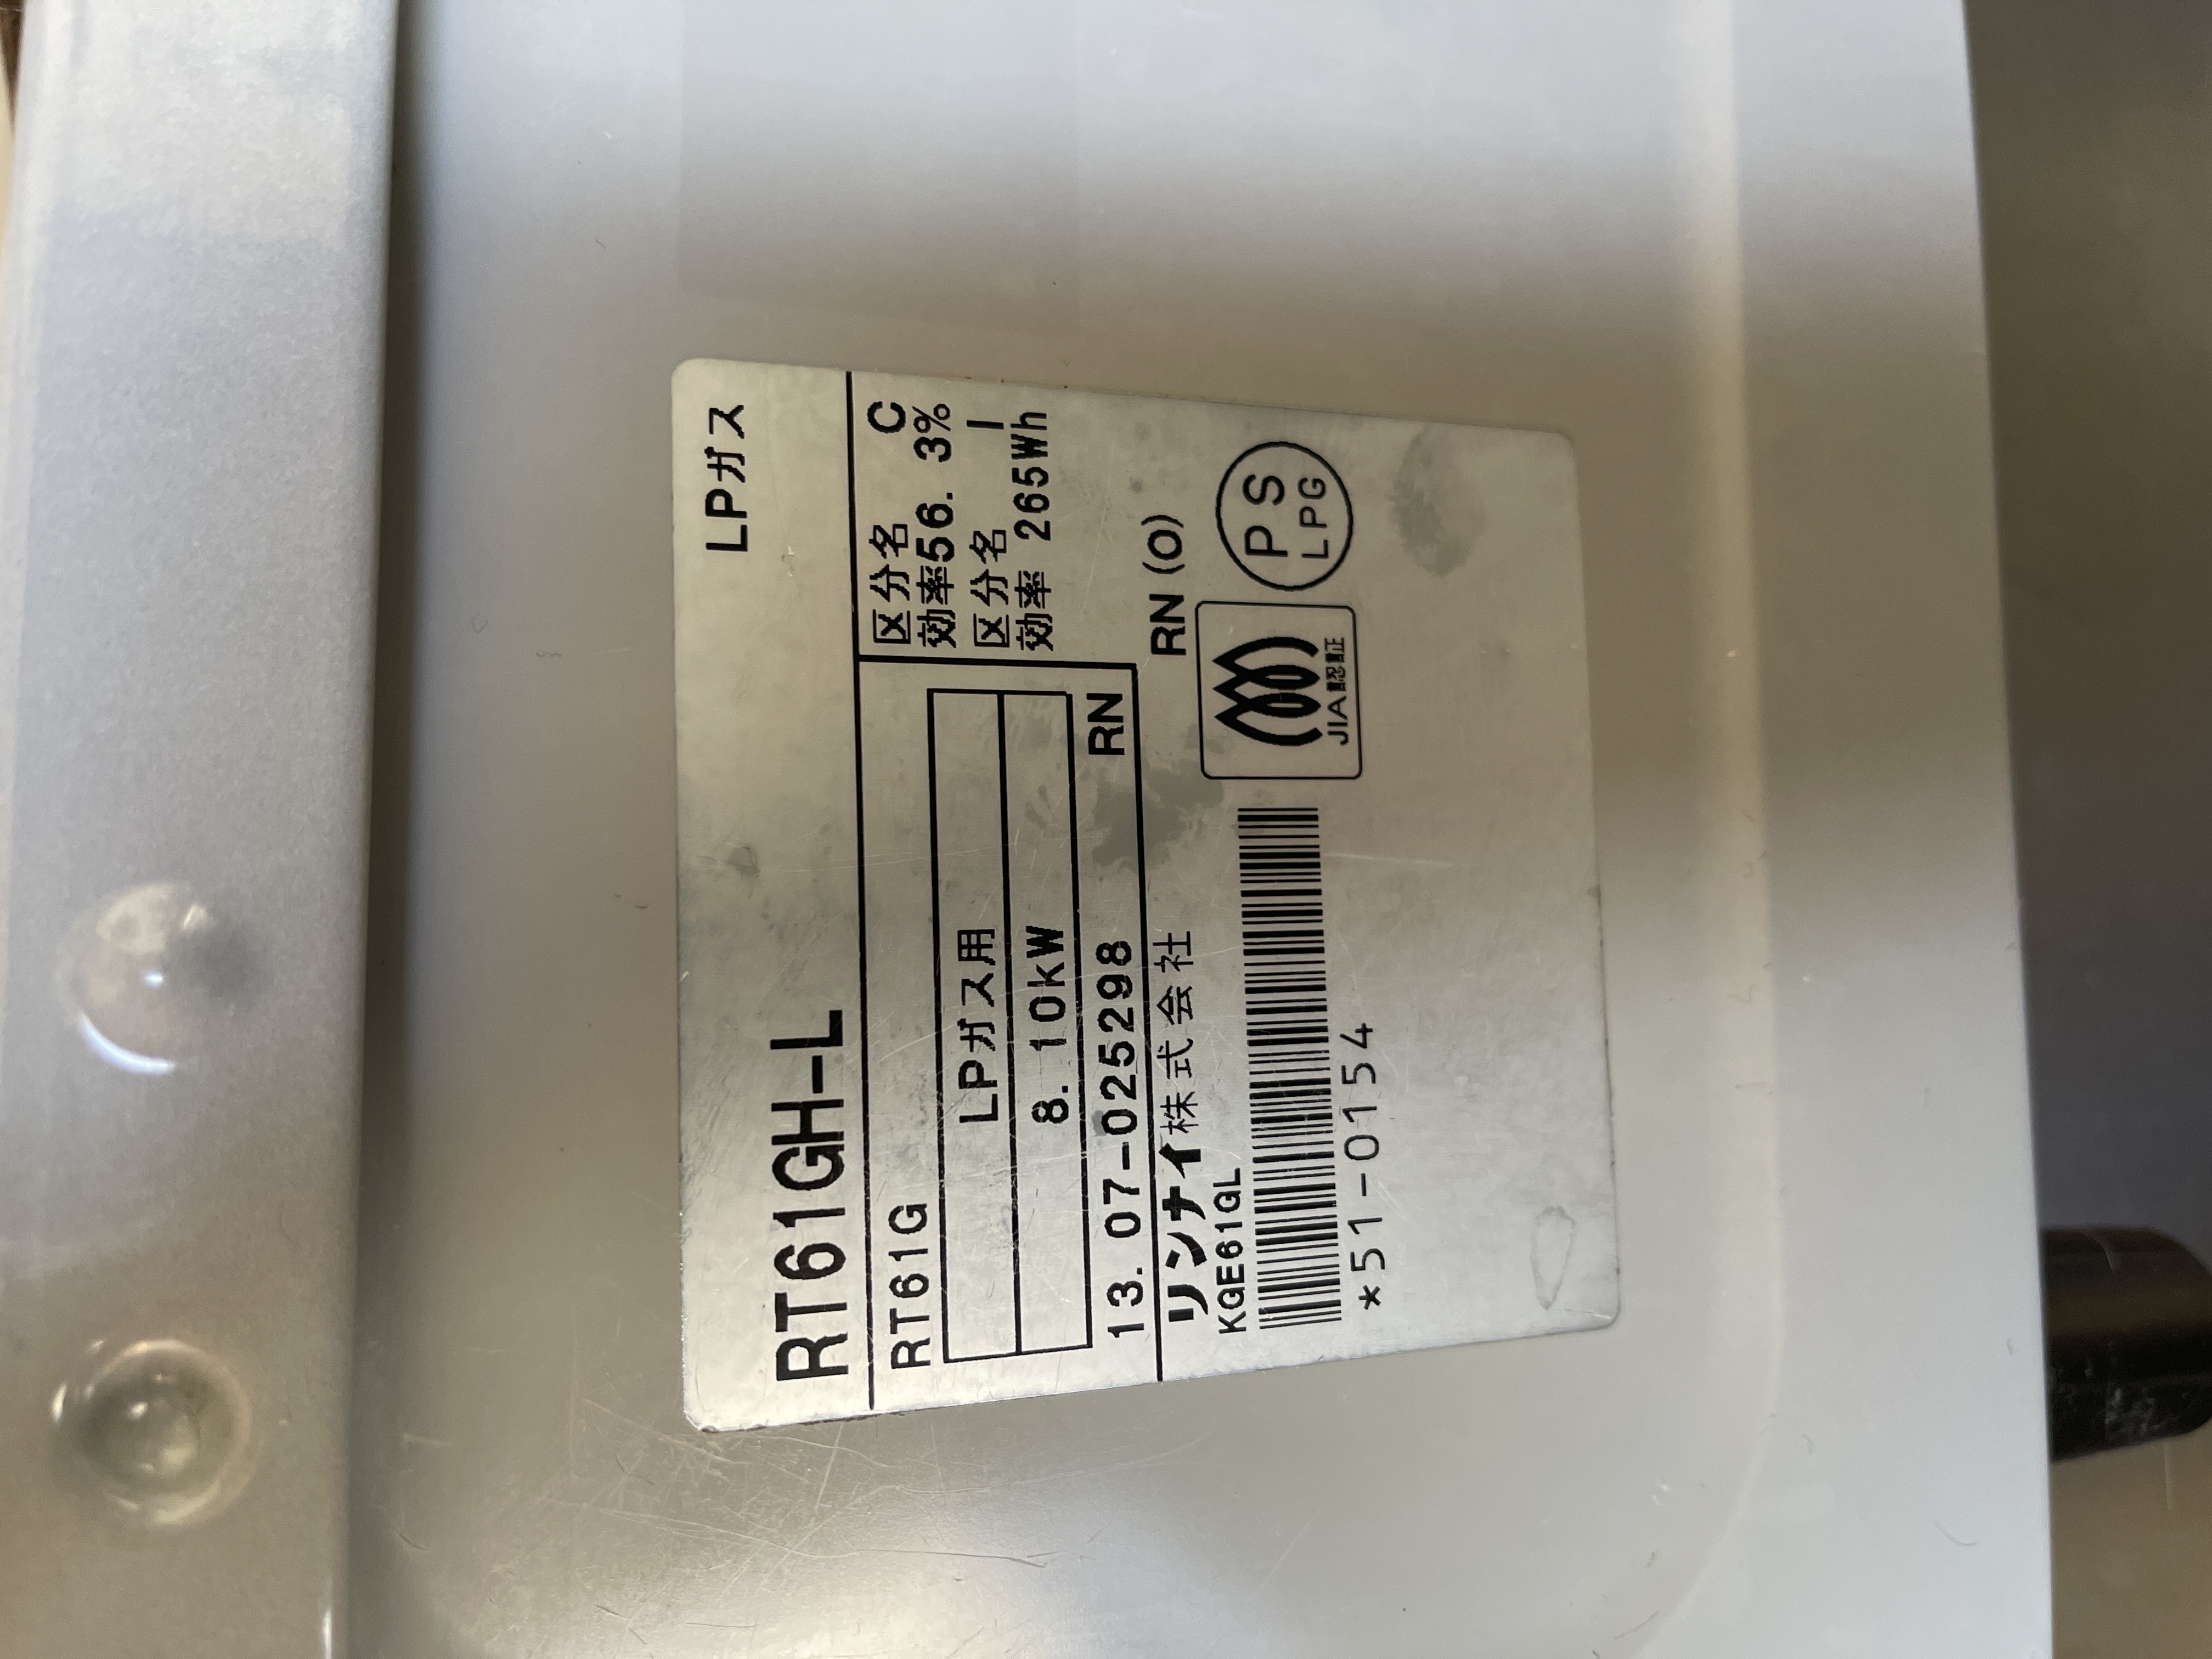 LPガス
RT61GH-L
RT61G
LPガス用
8.10kW
13.07-025298 RN
区分名 C
効率56.3%
区分名 I
効率 265Wh
リンナイ株式会社 RN(O)
KGE61GL
*51-0154
JIA認証
PS
LPG